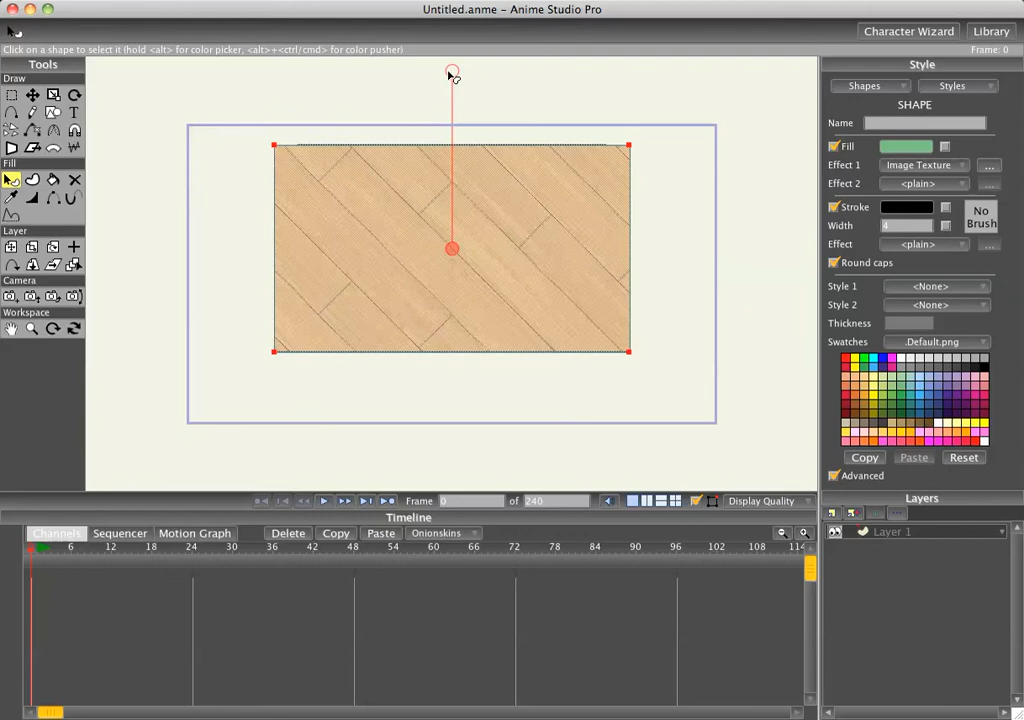 Untitled.anme – Anime Studio Pro
Character Wizard
Library
Click on a shape to select it (hold <alt> for color picker, <alt>+<ctrl/cmd> for color pusher)
Frame: 0
Tools
Draw
T
Fill
Layer
Camera
Workspace
Style
Shapes
Styles
SHAPE
Name
Fill
Effect 1
Image Texture
...
Effect 2
<plain>
...
Stroke
No Brush
Width
4
Effect
<plain>
...
Round caps
Style 1
<None>
Style 2
<None>
Thickness
Swatches
.Default.png
Copy
Paste
Reset
Advanced
Layers
Layer 1
Frame
0
of
240
Display Quality
Timeline
Channels
Sequencer
Motion Graph
Delete
Copy
Paste
Onionskins
6 12 18 24 30 36 42 48 54 60 66 72 78 84 90 96 102 108 114